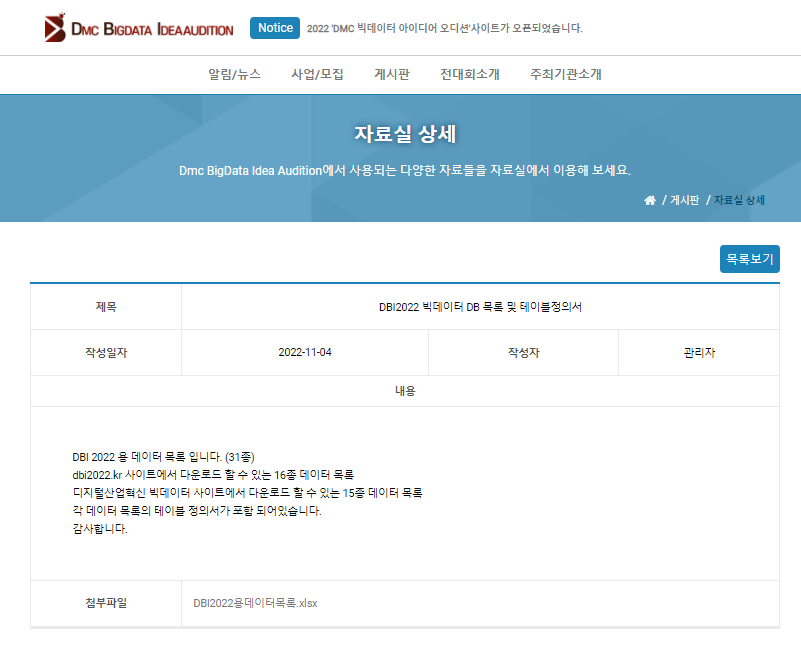 DMC BIGDATA IDEAAUDITION
Notice 2022 'DMC 빅데이터 아이디어 오디션'사이트가 오픈되었습니다.
알림/뉴스 사업/모집 게시판 전대회소개 주최기관소개
자료실 상세
Dmc BigData Idea Audition에서 사용되는 다양한 자료들을 자료실에서 이용해 보세요.
/ 게시판 / 자료실 상세
목록보기
제목 DBI2022 빅데이터 DB 목록 및 테이블정의서
작성일자 2022-11-04 작성자 관리자
내용
DBI 2022 용 데이터 목록 입니다. (31종)
dbi2022.kr 사이트에서 다운로드 할 수 있는 16종 데이터 목록
디지털산업혁신 빅데이터 사이트에서 다운로드 할 수 있는 15종 데이터 목록
각 데이터 목록의 테이블 정의서가 포함 되어있습니다.
감사합니다.
첨부파일 DBI2022용데이터목록.xlsx